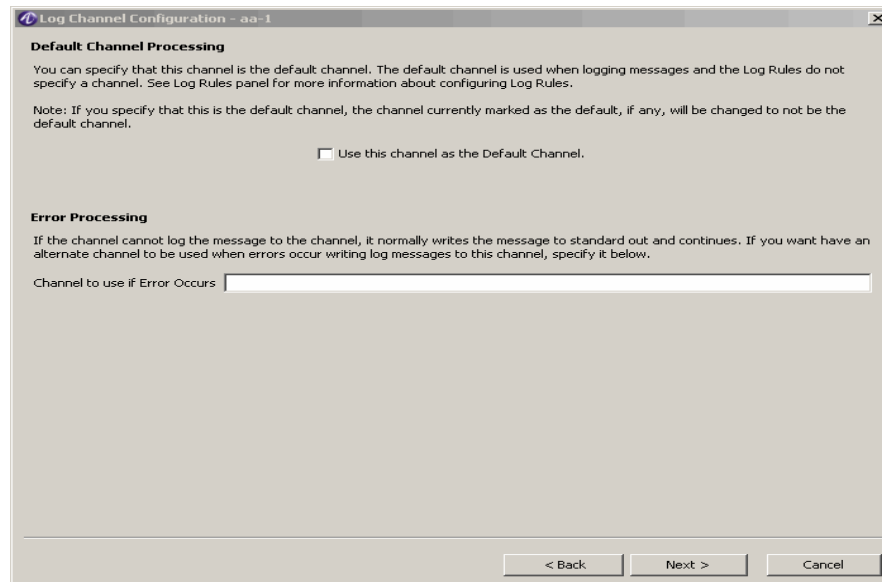 Log Channel Configuration - aa-1
Default Channel Processing
You can specify that this channel is the default channel. The default channel is used when logging messages and the Log Rules do not
specify a channel. See Log Rules panel for more information about configuring Log Rules.
Note: If you specify that this is the default channel, the channel currently marked as the default, if any, will be changed to not be the
default channel.
Use this channel as the Default Channel.
Error Processing
If the channel cannot log the message to the channel, it normally writes the message to standard out and continues. If you want have an
alternate channel to be used when errors occur writing log messages to this channel, specify it below.
Channel to use if Error Occurs
< Back
Next >
Cancel